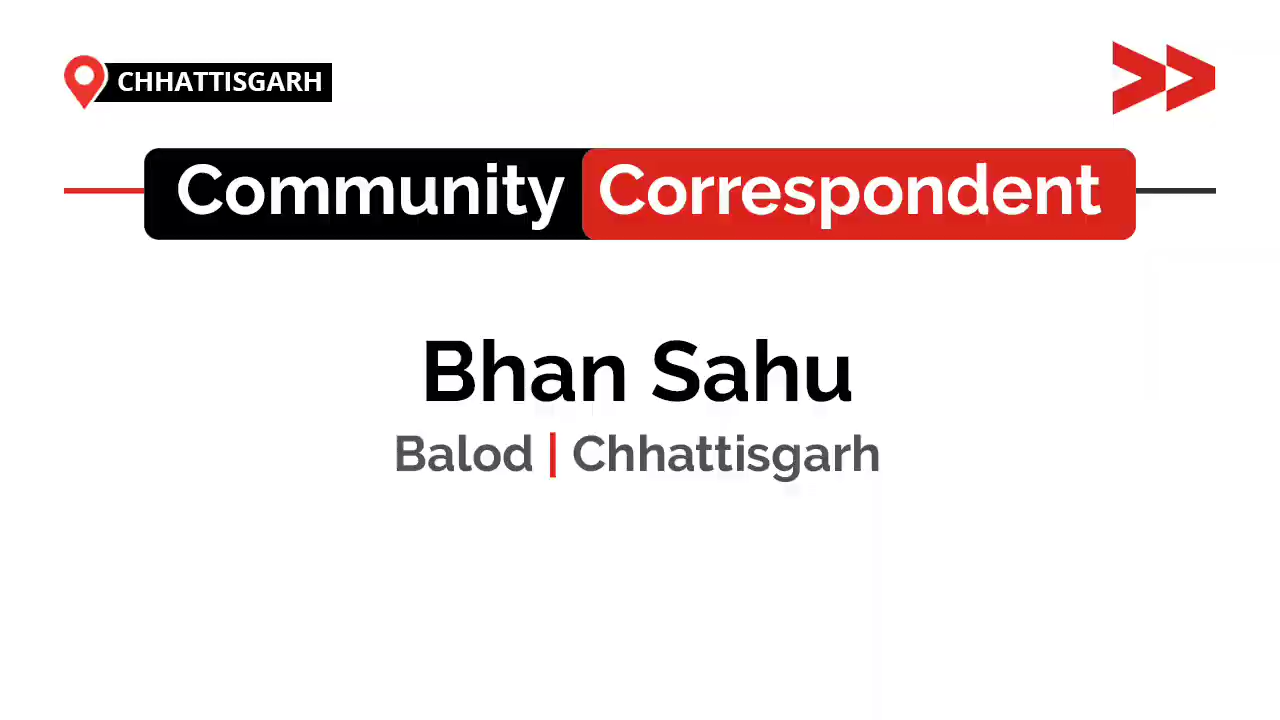 CHHATTISGARH
Community Correspondent
Bhan Sahu
Balod | Chhattisgarh